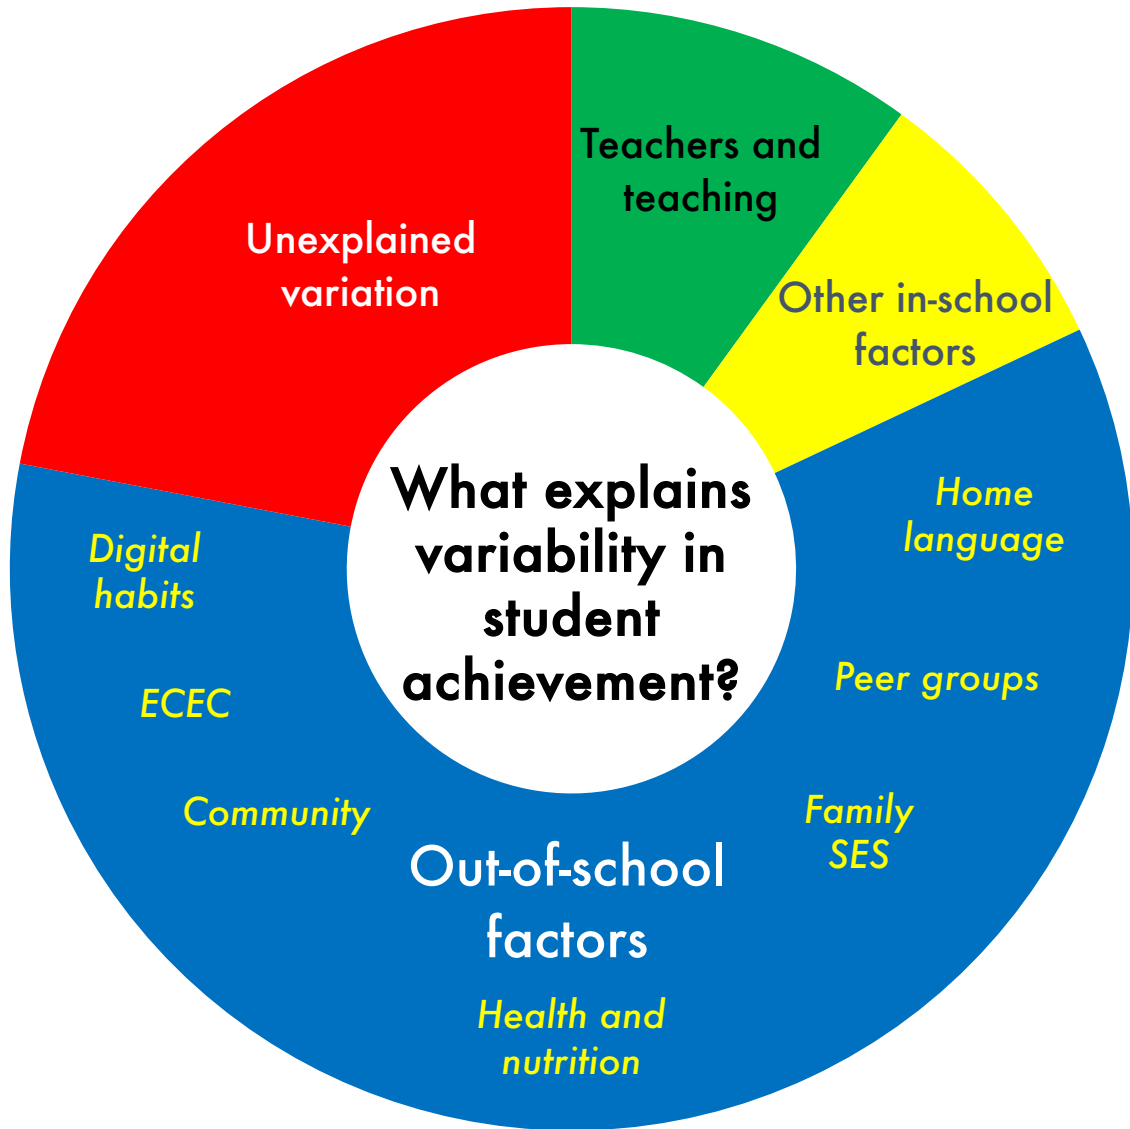 Teachers and
teaching
Other in-school
factors
Unexplained
variation
What explains
variability in
student
achievement?
Home
language
Peer groups
Family
SES
Out-of-school
factors
Health and
nutrition
Community
ECEC
Digital
habits